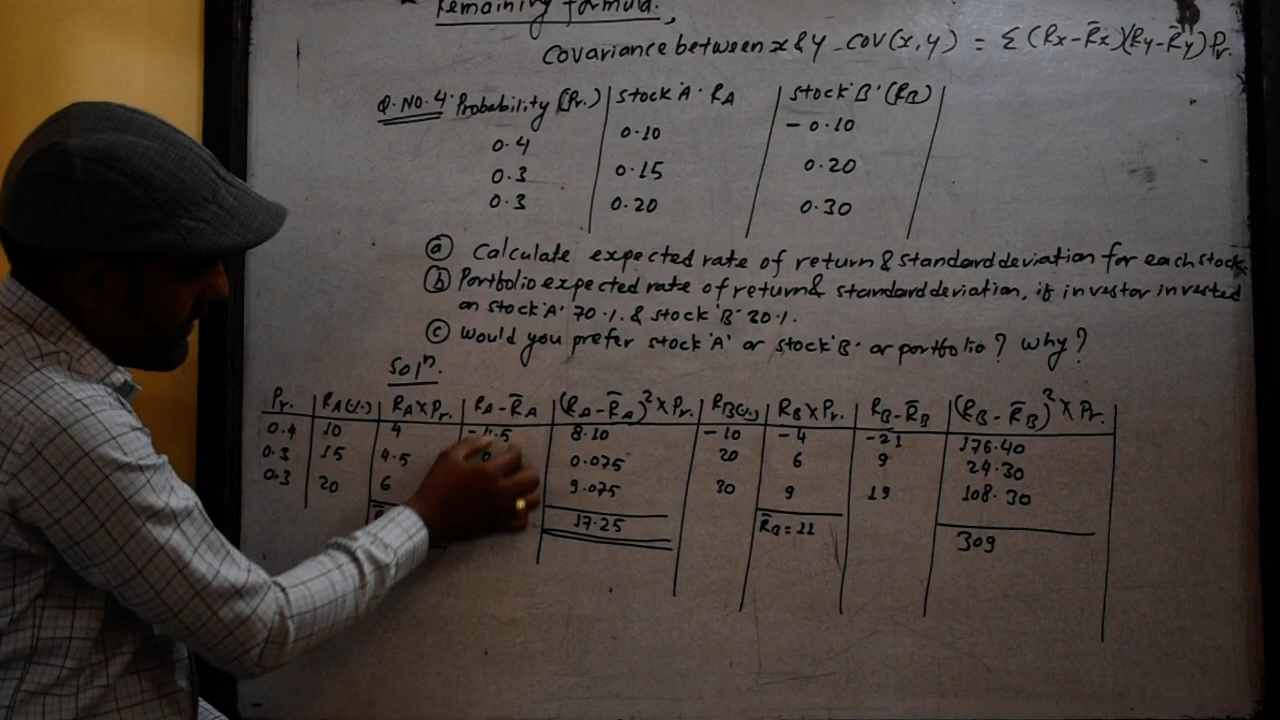 Remaining formula.,
Covariance between x & y - COV(x, y) = Σ (Rx - R̄x)(Ry - R̄y) Pr.
Q. NO. 4. Probability (Pr.) | Stock 'A' RA | Stock 'B' (RB)
0.4 0.10 -0.10
0.3 0.15 0.20
0.3 0.20 0.30
(a) Calculate expected rate of return & standard deviation for each stock.
(b) Portfolio expected rate of return & standard deviation, if investor invested
on stock 'A' 70% & stock 'B' 30%.
(c) Would you prefer stock 'A' or stock 'B' or portfolio? Why?
Solⁿ.
Pr. | RA(%) | RA X Pr. | RA - R̄A | (RA - R̄A)² X Pr. | RB(%) | RB X Pr. | RB - R̄B | (RB - R̄B)² X Pr.
0.4 10 4 -4.5 8.10 -10 -4 -21 176.40
0.3 15 4.5 0 0.075 20 6 9 24.30
0.3 20 6 9.075 30 9 19 108.30
17.25 R̄B = 11 309